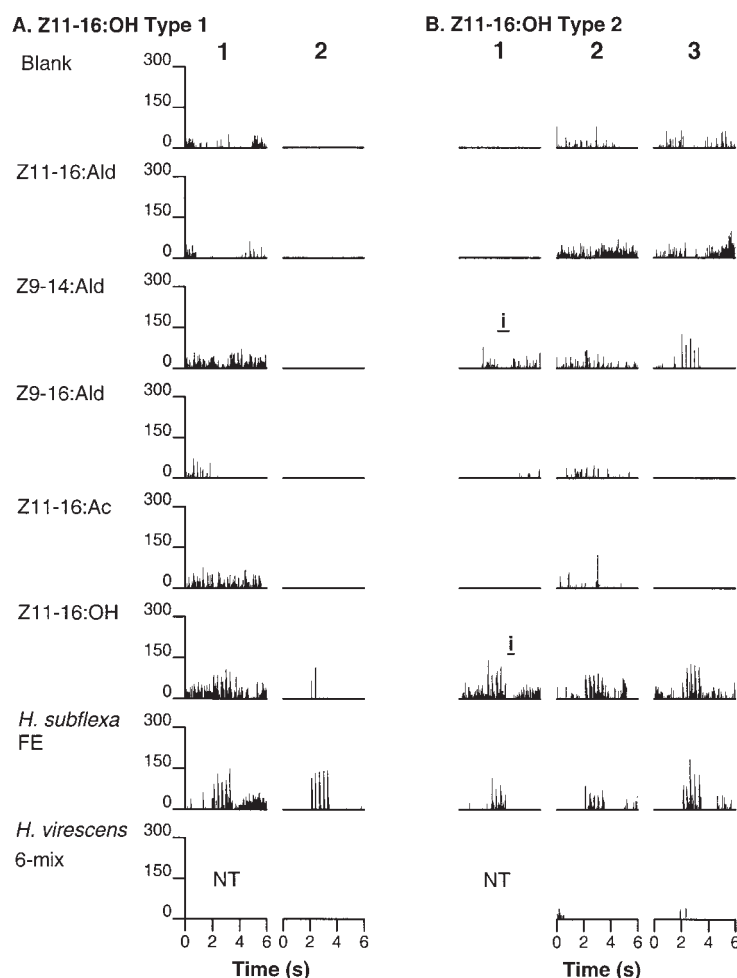 A. Z11-16:OH Type 1
B. Z11-16:OH Type 2
1 2 1 2 3
Blank
300
150
0
Z11-16:Ald
300
150
0
Z9-14:Ald
300
150
0
i
Z9-16:Ald
300
150
0
Z11-16:Ac
300
150
0
Z11-16:OH
300
150
0
i
H. subflexa
FE
300
150
0
H. virescens
6-mix
300
150
0
NT NT
0 2 4 6 0 2 4 6 0 2 4 6 0 2 4 6
Time (s) Time (s)